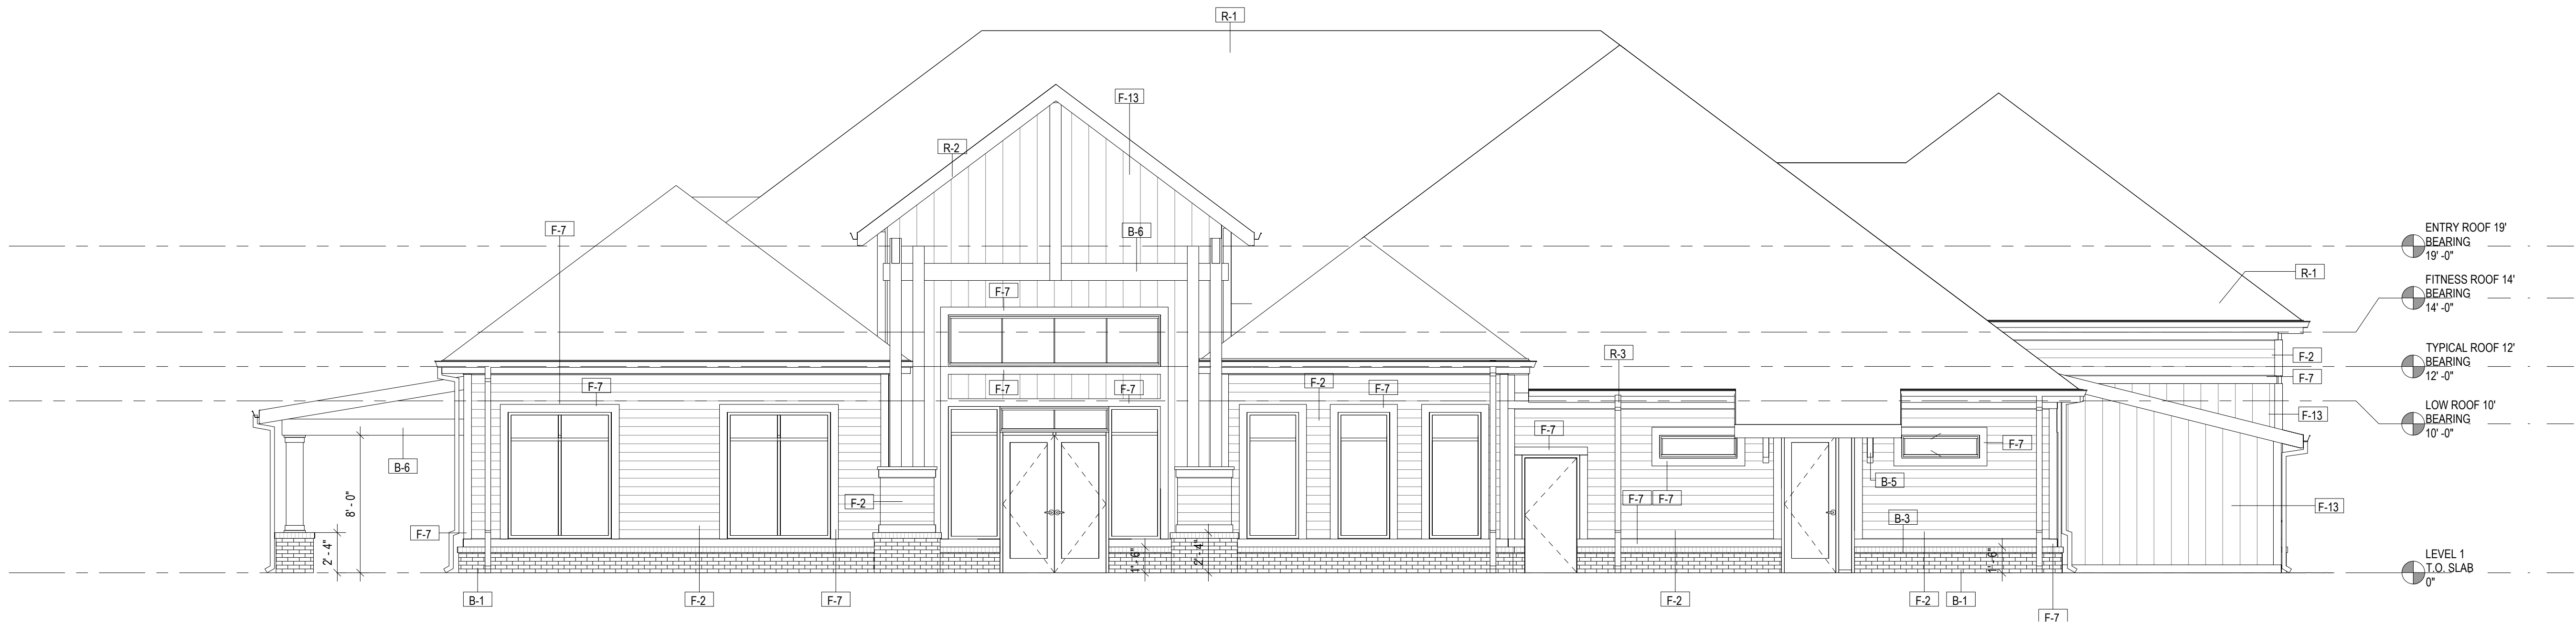 R-1
F-13
R-2
F-7
B-6
ENTRY ROOF 19'
BEARING
19' -0"
R-1
FITNESS ROOF 14'
BEARING
14' -0"
F-7
R-3
F-2
TYPICAL ROOF 12'
BEARING
12' -0"
F-7
F-7
F-7
F-7
F-2
F-7
LOW ROOF 10'
BEARING
10' -0"
F-13
F-7
F-7
B-6
B-5
8' - 0"
F-2
F-7
F-7
F-13
B-3
F-7
2' - 4"
1' - 6"
2' - 4"
1' - 6"
LEVEL 1
T.O. SLAB
0"
B-1
F-2
F-7
F-2
F-2
B-1
F-7